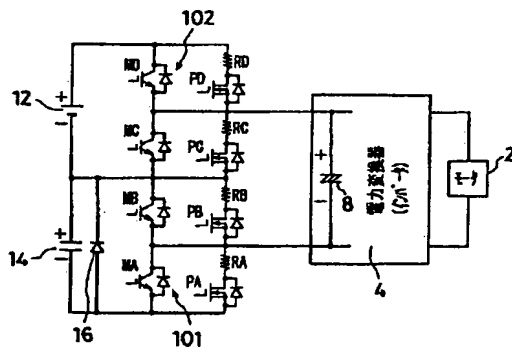 102
MD
RD
PD
12
+
-
MC
RC
PC
+
-
8
電力変換器
(インバータ)
モータ
2
MB
RB
PB
+
-
14
16
MA
RA
PA
101
4